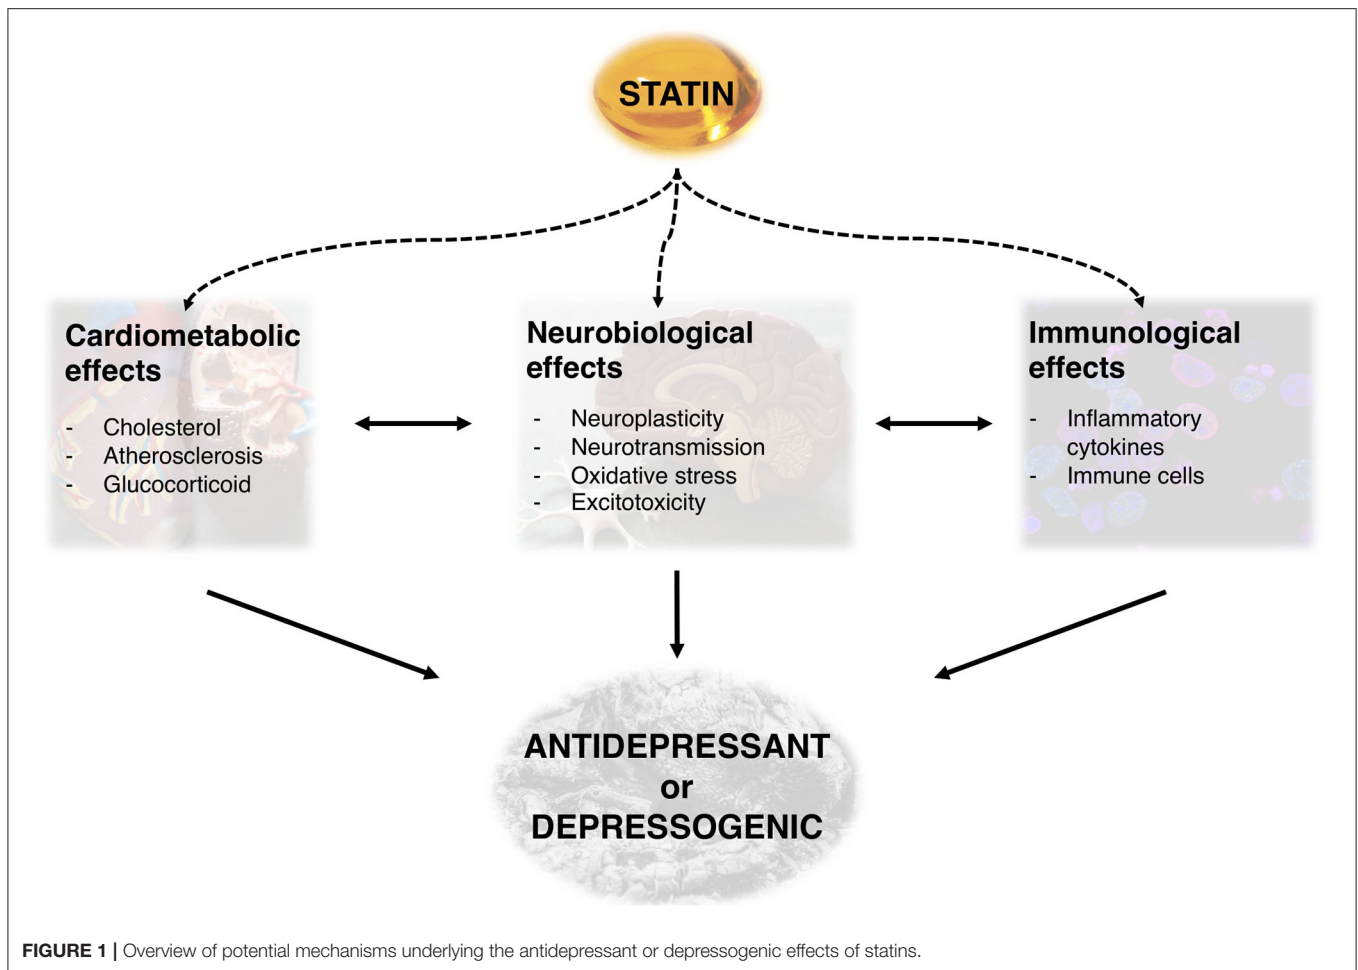 STATIN
Cardiometabolic
effects
- Cholesterol
- Atherosclerosis
- Glucocorticoid
Neurobiological
effects
- Neuroplasticity
- Neurotransmission
- Oxidative stress
- Excitotoxicity
Immunological
effects
- Inflammatory
cytokines
- Immune cells
ANTIDEPRESSANT
or
DEPRESSOGENIC
FIGURE 1 | Overview of potential mechanisms underlying the antidepressant or depressogenic effects of statins.